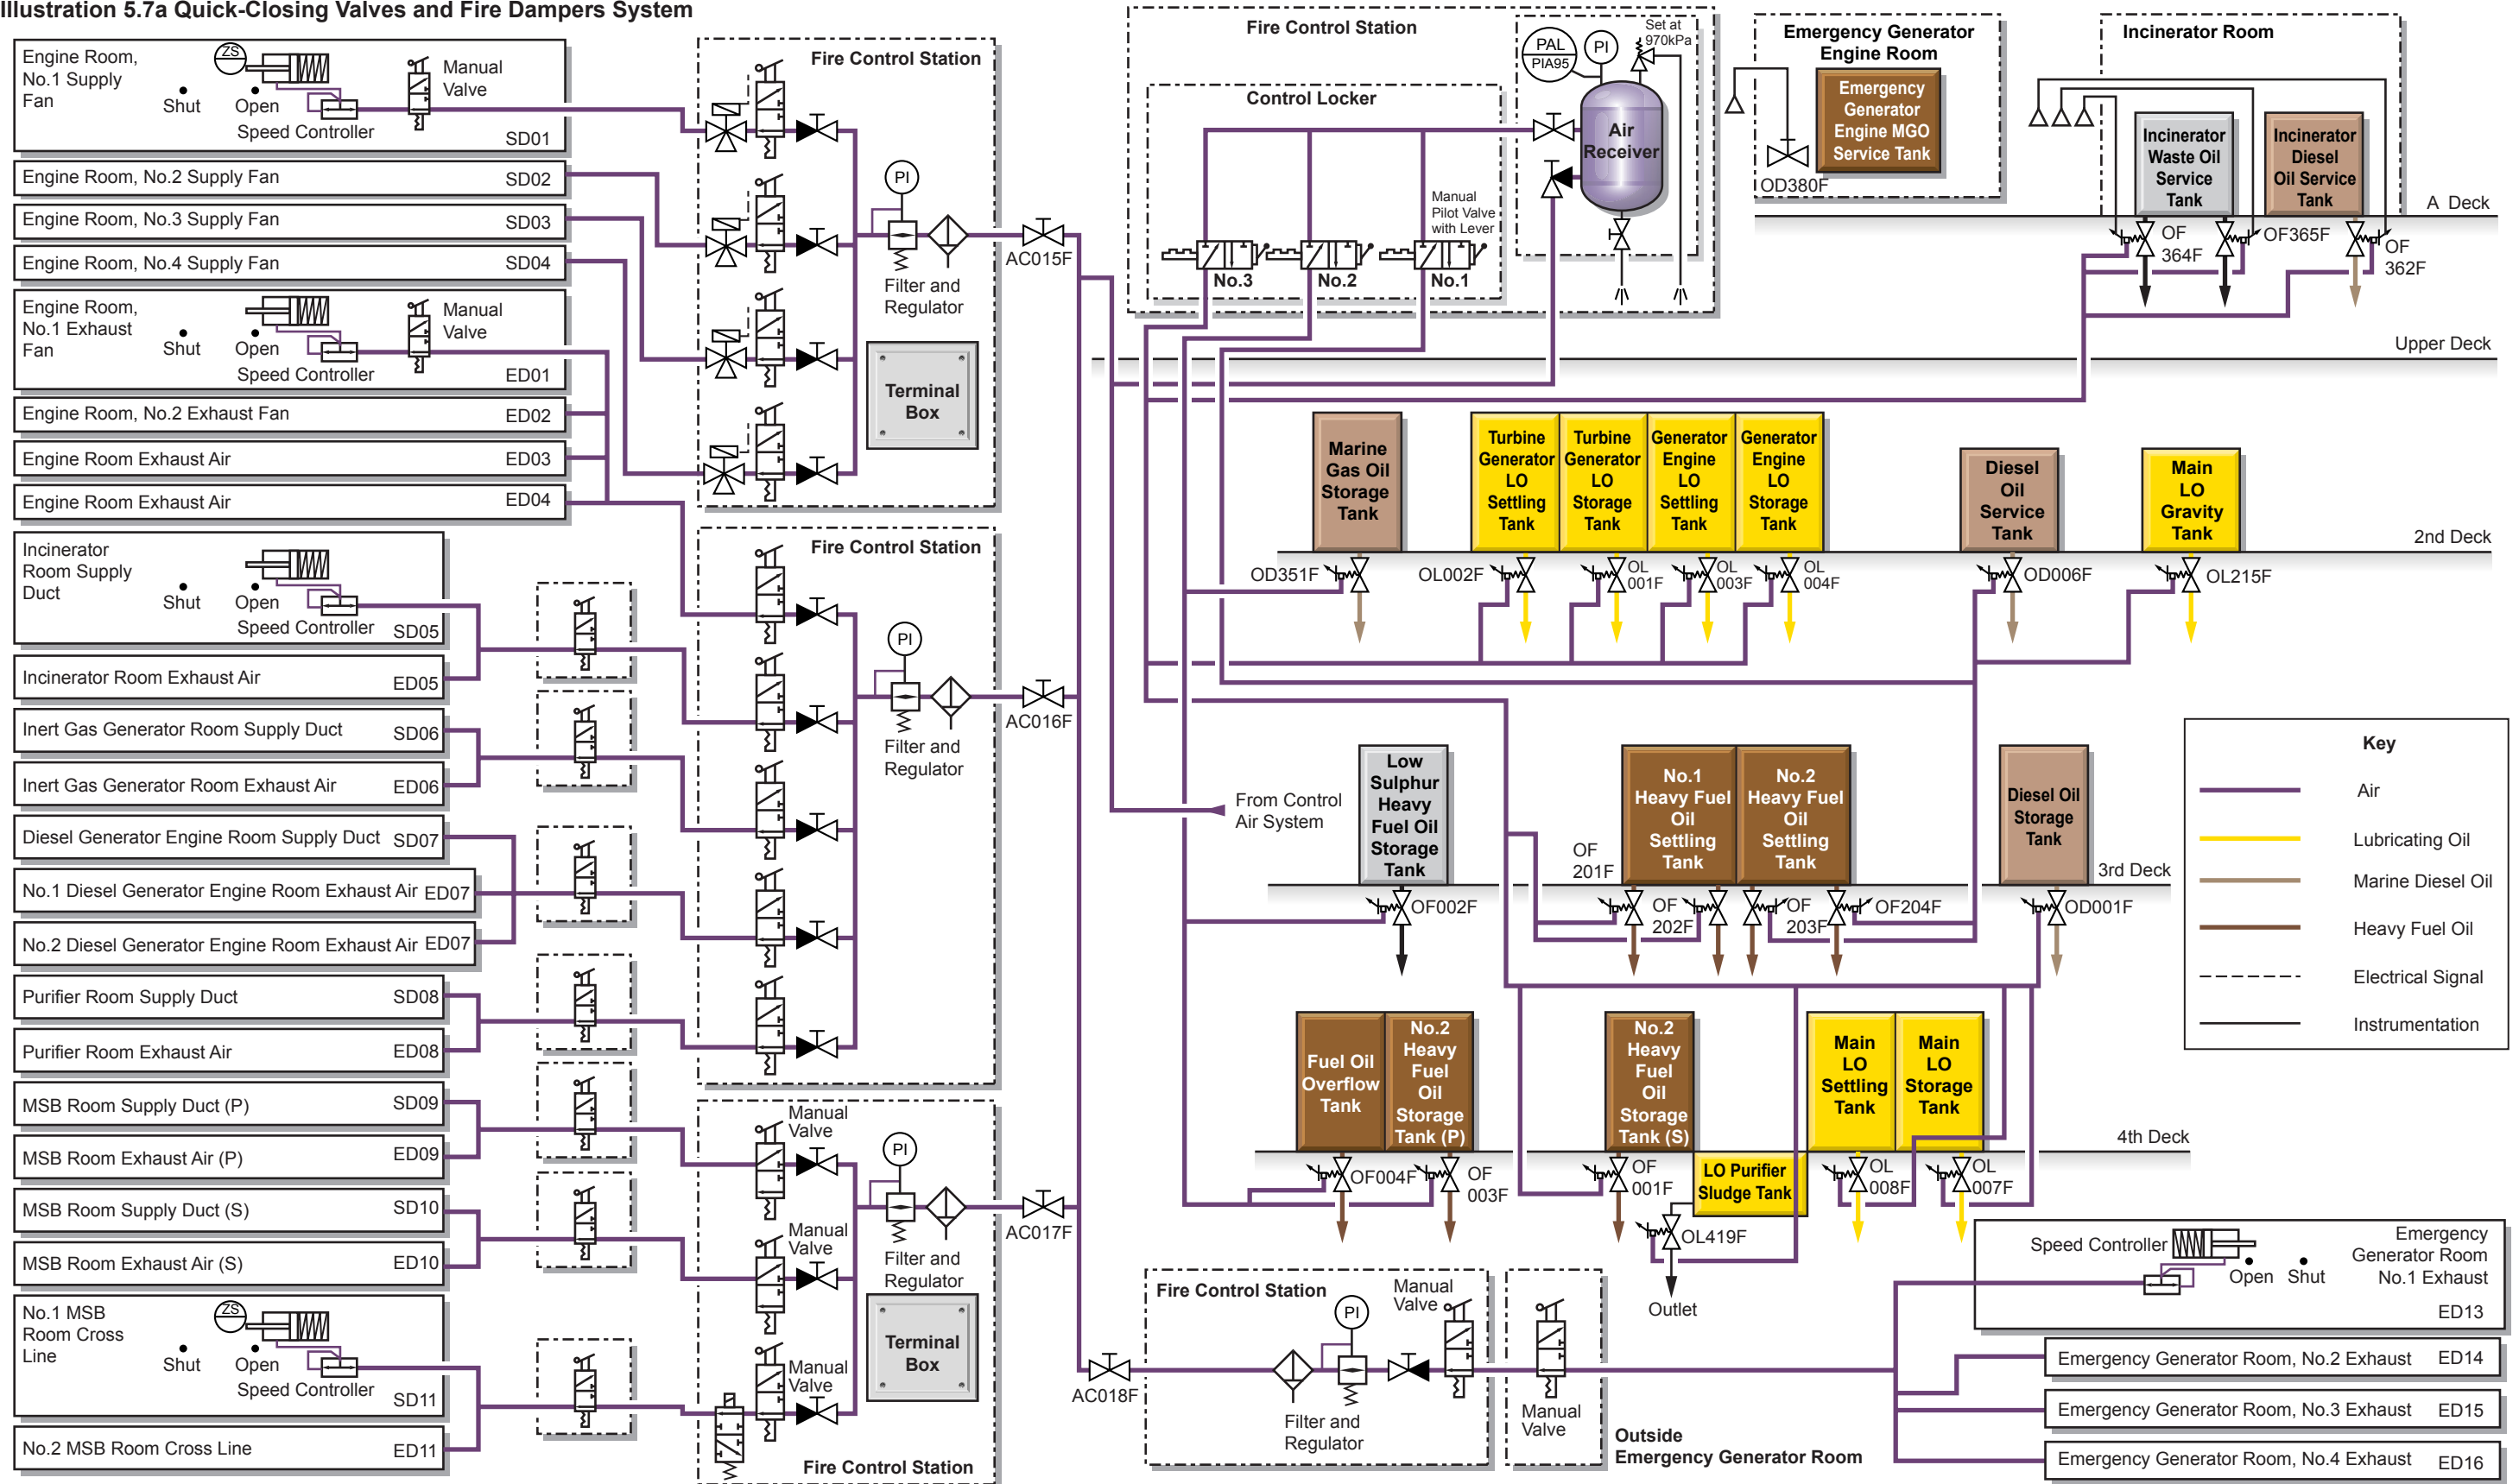 Illustration 5.7a Quick-Closing Valves and Fire Dampers System
Engine Room,
No.1 Supply
Fan
ZS
Shut
Open
Speed Controller
Manual
Valve
SD01
Engine Room, No.2 Supply Fan
SD02
Engine Room, No.3 Supply Fan
SD03
Engine Room, No.4 Supply Fan
SD04
Engine Room,
No.1 Exhaust
Fan
Shut
Open
Speed Controller
Manual
Valve
ED01
Engine Room, No.2 Exhaust Fan
ED02
Engine Room Exhaust Air
ED03
Engine Room Exhaust Air
ED04
Incinerator
Room Supply
Duct
Shut
Open
Speed Controller
SD05
Incinerator Room Exhaust Air
ED05
Inert Gas Generator Room Supply Duct
SD06
Inert Gas Generator Room Exhaust Air
ED06
Diesel Generator Engine Room Supply Duct
SD07
No.1 Diesel Generator Engine Room Exhaust Air
ED07
No.2 Diesel Generator Engine Room Exhaust Air
ED07
Purifier Room Supply Duct
SD08
Purifier Room Exhaust Air
ED08
MSB Room Supply Duct (P)
SD09
MSB Room Exhaust Air (P)
ED09
MSB Room Supply Duct (S)
SD10
MSB Room Exhaust Air (S)
ED10
No.1 MSB
Room Cross
Line
ZS
Shut
Open
Speed Controller
SD11
No.2 MSB Room Cross Line
ED11
Fire Control Station
PI
Filter and
Regulator
Terminal
Box
AC015F
Fire Control Station
PI
Filter and
Regulator
AC016F
Manual
Valve
PI
Manual
Valve
Filter and
Regulator
Manual
Valve
Terminal
Box
Fire Control Station
AC017F
Fire Control Station
PAL
PIA95
PI
Set at
970kPa
Control Locker
Air
Receiver
Manual
Pilot Valve
with Lever
No.3
No.2
No.1
Emergency Generator
Engine Room
Emergency
Generator
Engine MGO
Service Tank
OD380F
Incinerator Room
Incinerator
Waste Oil
Service
Tank
Incinerator
Diesel
Oil Service
Tank
A Deck
OF
364F
OF365F
OF
362F
Upper Deck
Marine
Gas Oil
Storage
Tank
Turbine
Generator
LO
Settling
Tank
Turbine
Generator
LO
Storage
Tank
Generator
Engine
LO
Settling
Tank
Generator
Engine
LO
Storage
Tank
Diesel
Oil
Service
Tank
Main
LO
Gravity
Tank
2nd Deck
OD351F
OL002F
OL
001F
OL
003F
OL
004F
OD006F
OL215F
From Control
Air System
Low
Sulphur
Heavy
Fuel Oil
Storage
Tank
No.1
Heavy Fuel
Oil
Settling
Tank
No.2
Heavy Fuel
Oil
Settling
Tank
Diesel Oil
Storage
Tank
3rd Deck
OF002F
OF
201F
OF
202F
OF
203F
OF204F
OD001F
Key
Air
Lubricating Oil
Marine Diesel Oil
Heavy Fuel Oil
Electrical Signal
Instrumentation
Fuel Oil
Overflow
Tank
No.2
Heavy
Fuel
Oil
Storage
Tank (P)
No.2
Heavy
Fuel
Oil
Storage
Tank (S)
LO Purifier
Sludge Tank
Main
LO
Settling
Tank
Main
LO
Storage
Tank
4th Deck
OF004F
OF
003F
OF
001F
OL419F
OL
008F
OL
007F
Outlet
AC018F
Fire Control Station
PI
Manual
Valve
Filter and
Regulator
Manual
Valve
Outside
Emergency Generator Room
Speed Controller
Emergency
Generator Room
No.1 Exhaust
Open
Shut
ED13
Emergency Generator Room, No.2 Exhaust
ED14
Emergency Generator Room, No.3 Exhaust
ED15
Emergency Generator Room, No.4 Exhaust
ED16